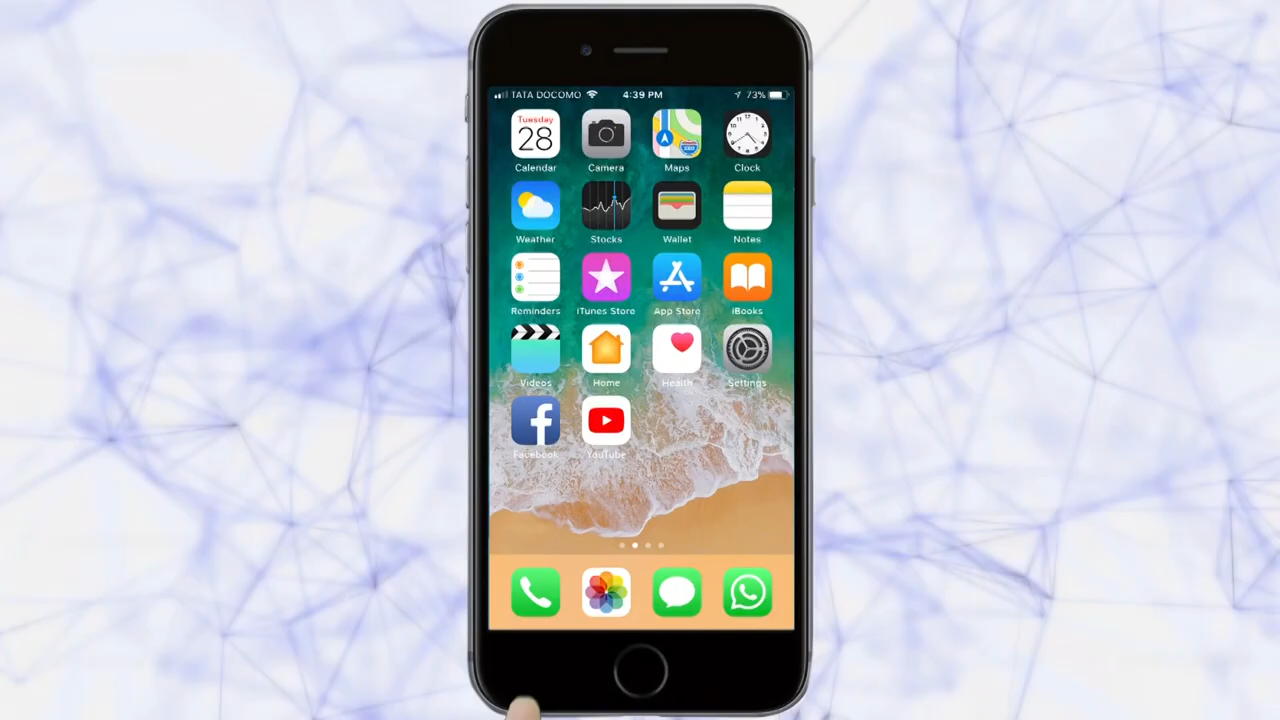 TATA DOCOMO 4:39 PM 73%
Tuesday
28
Calendar Camera Maps Clock
Weather Stocks Wallet Notes
Reminders iTunes Store App Store iBooks
Videos Home Health Settings
Facebook YouTube